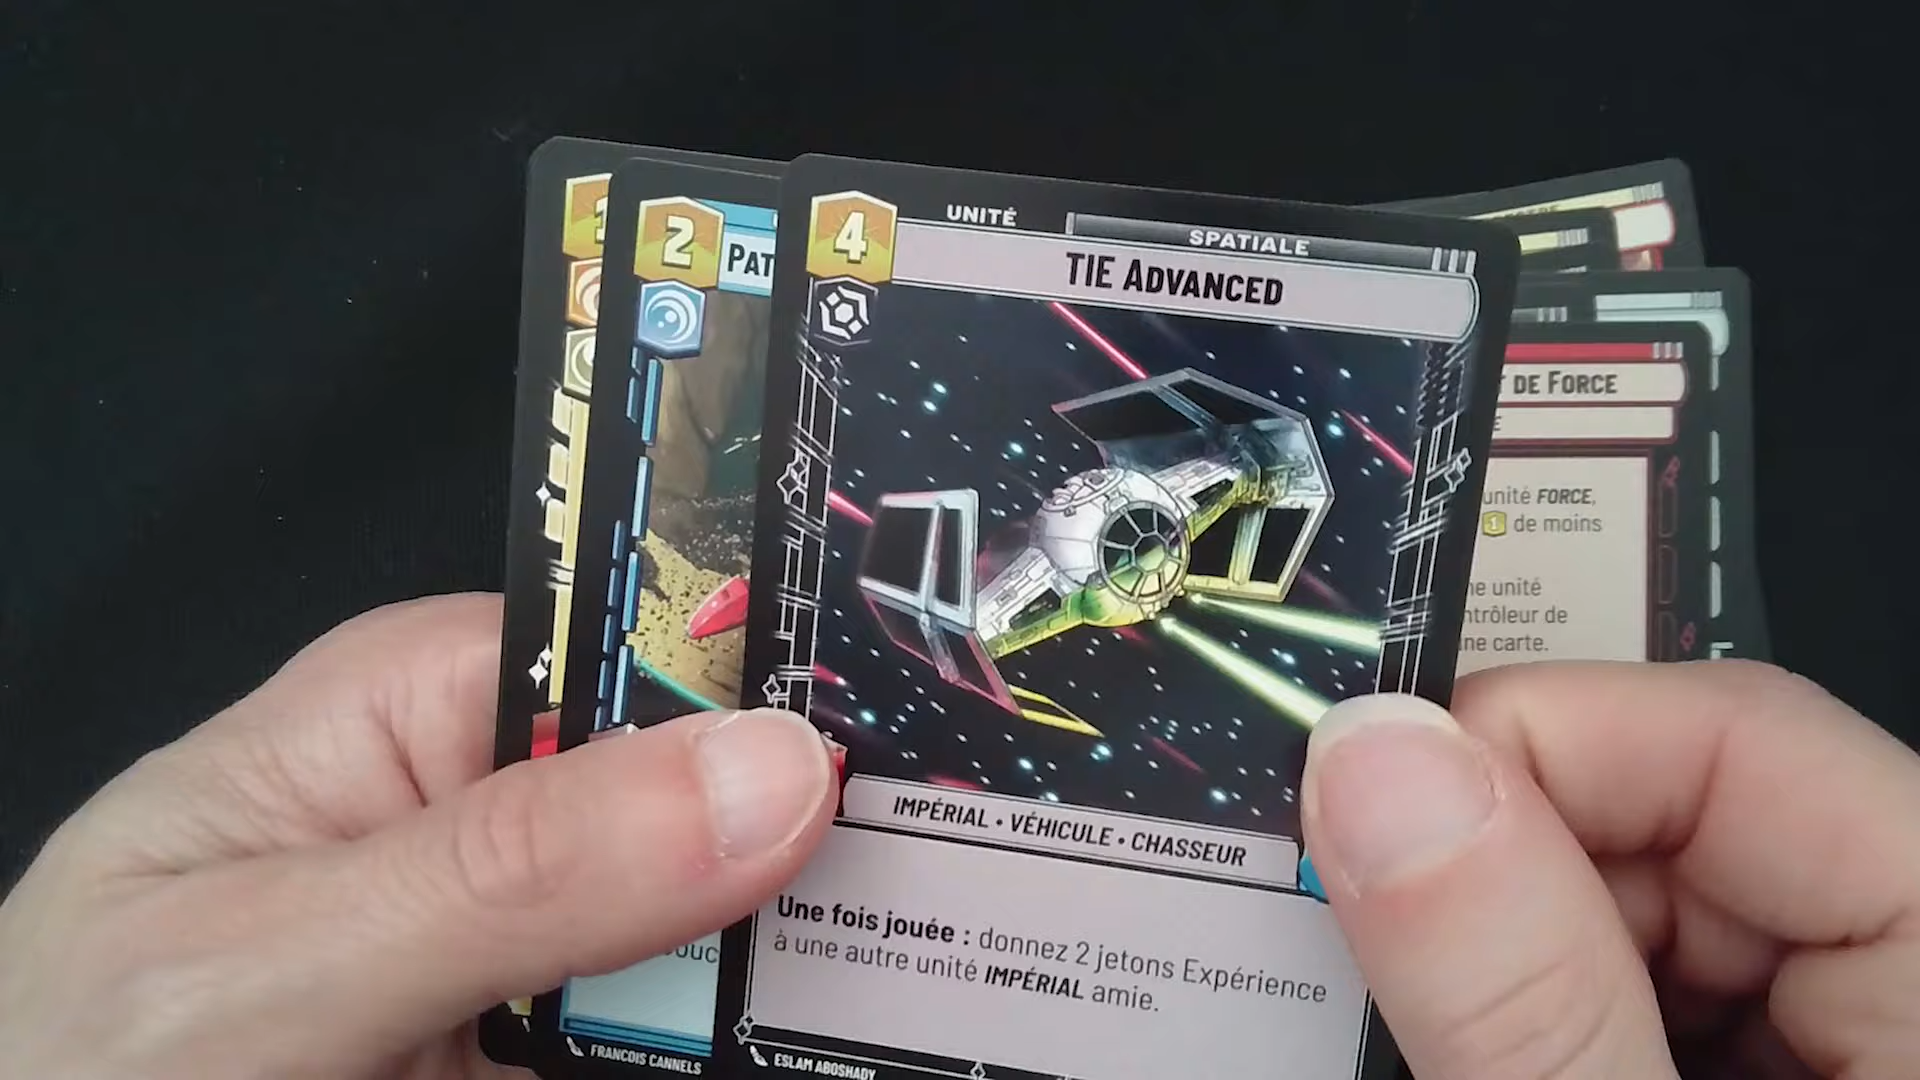 UNITÉ
SPATIALE
4
TIE ADVANCED
IMPÉRIAL • VÉHICULE • CHASSEUR
Une fois jouée : donnez 2 jetons Expérience
à une autre unité IMPÉRIAL amie.
ESLAM ABOSHADY
2
PAT
OUC
FRANCOIS CANNELS
1
DE FORCE
unité FORCE,
1 de moins
ne unité
ntrôleur de
ne carte.